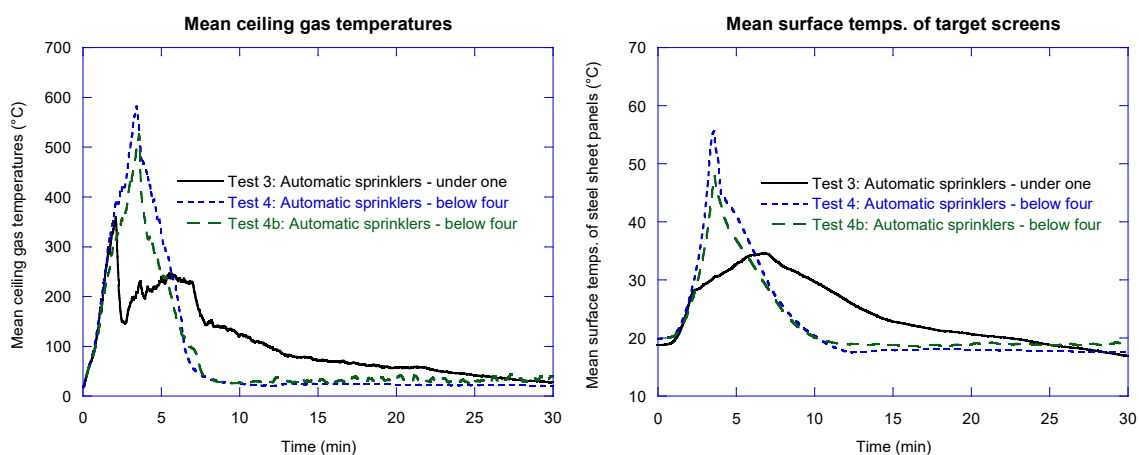 Mean ceiling gas temperatures
700
600
500
400
300
200
100
0
Mean ceiling gas temperatures (°C)
Test 3: Automatic sprinklers - under one
Test 4: Automatic sprinklers - below four
Test 4b: Automatic sprinklers - below four
0 5 10 15 20 25 30
Time (min)
Mean surface temps. of target screens
70
60
50
40
30
20
10
Mean surface temps. of steel sheet panels (°C)
Test 3: Automatic sprinklers - under one
Test 4: Automatic sprinklers - below four
Test 4b: Automatic sprinklers - below four
0 5 10 15 20 25 30
Time (min)